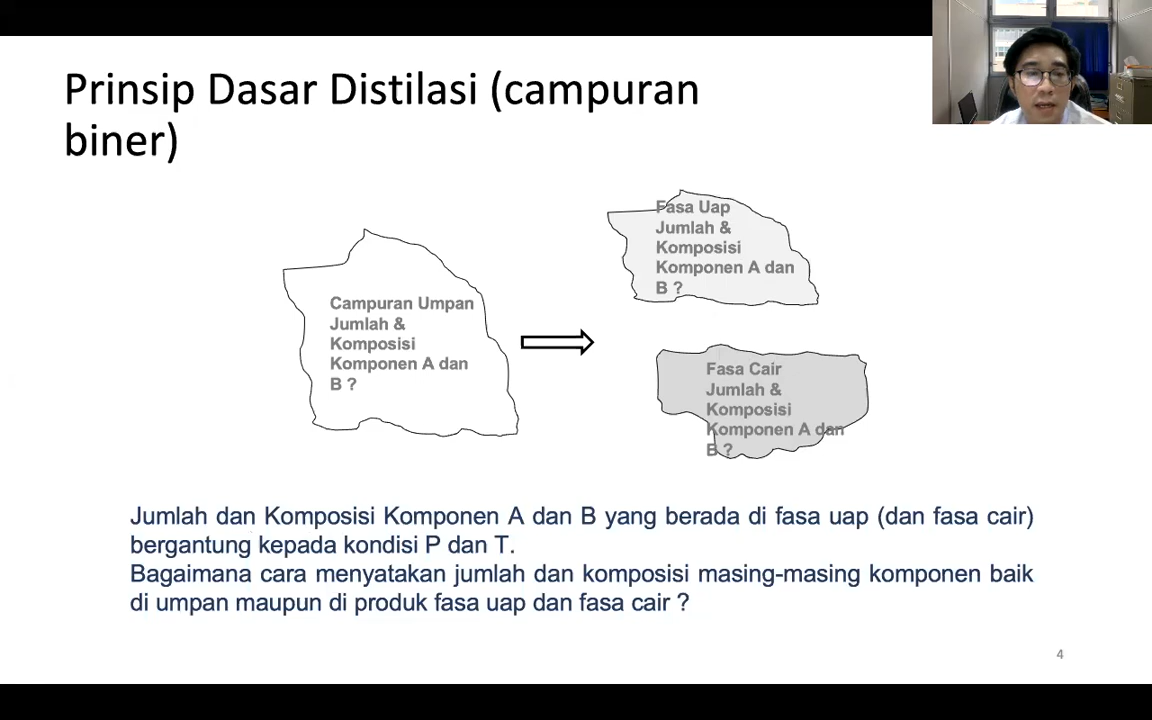 Prinsip Dasar Distilasi (campuran
biner)
Campuran Umpan
Jumlah &
Komposisi
Komponen A dan
B ?
Fasa Uap
Jumlah &
Komposisi
Komponen A dan
B ?
Fasa Cair
Jumlah &
Komposisi
Komponen A dan
B ?
Jumlah dan Komposisi Komponen A dan B yang berada di fasa uap (dan fasa cair)
bergantung kepada kondisi P dan T.
Bagaimana cara menyatakan jumlah dan komposisi masing-masing komponen baik
di umpan maupun di produk fasa uap dan fasa cair ?
4